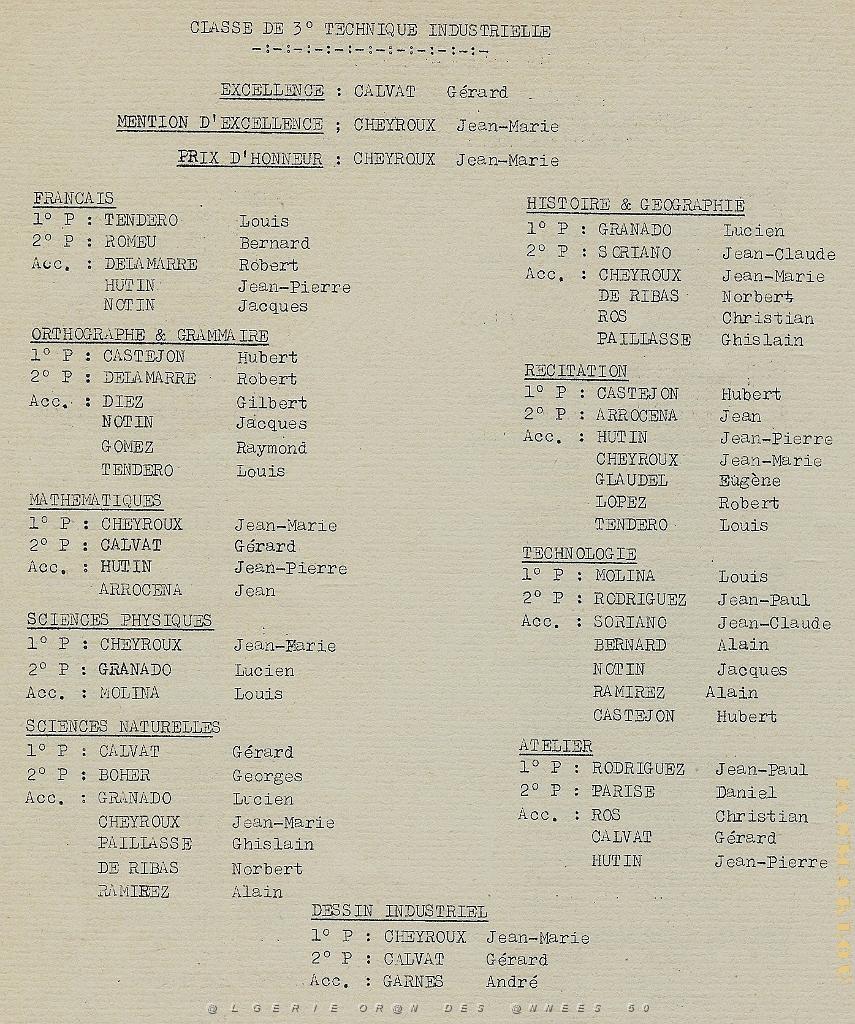 CLASSE DE 3° TECHNIQUE INDUSTRIELLE
-:-:-:-:-:-:-:-:-:-:-:-
EXCELLENCE : CALVAT Gérard
MENTION D'EXCELLENCE ; CHEYROUX Jean-Marie
PRIX D'HONNEUR : CHEYROUX Jean-Marie
FRANCAIS
1° P : TENDERO Louis
2° P : ROMEU Bernard
Acc. : DELAMARRE Robert
HUTIN Jean-Pierre
NOTIN Jacques
ORTHOGRAPHE & GRAMMAIRE
1° P : CASTEJON Hubert
2° P : DELAMARRE Robert
Acc. : DIEZ Gilbert
NOTIN Jacques
GOMEZ Raymond
TENDERO Louis
MATHEMATIQUES
1° P : CHEYROUX Jean-Marie
2° P : CALVAT Gérard
Acc. : HUTIN Jean-Pierre
ARROCENA Jean
SCIENCES PHYSIQUES
1° P : CHEYROUX Jean-Marie
2° P : GRANADO Lucien
Acc. : MOLINA Louis
SCIENCES NATURELLES
1° P : CALVAT Gérard
2° P : BOHER Georges
Acc. : GRANADO Lucien
CHEYROUX Jean-Marie
PAILLASSE Ghislain
DE RIBAS Norbert
RAMIREZ Alain
HISTOIRE & GEOGRAPHIE
1° P : GRANADO Lucien
2° P : SORIANO Jean-Claude
Acc. : CHEYROUX Jean-Marie
DE RIBAS Norbert
ROS Christian
PAILLASSE Ghislain
RECITATION
1° P : CASTEJON Hubert
2° P : ARROCENA Jean
Acc. : HUTIN Jean-Pierre
CHEYROUX Jean-Marie
GLAUDEL Eugène
LOPEZ Robert
TENDERO Louis
TECHNOLOGIE
1° P : MOLINA Louis
2° P : RODRIGUEZ Jean-Paul
Acc. : SORIANO Jean-Claude
BERNARD Alain
NOTIN Jacques
RAMIREZ Alain
CASTEJON Hubert
ATELIER
1° P : RODRIGUEZ Jean-Paul
2° P : PARISE Daniel
Acc. : ROS Christian
CALVAT Gérard
HUTIN Jean-Pierre
DESSIN INDUSTRIEL
1° P : CHEYROUX Jean-Marie
2° P : CALVAT Gérard
Acc. : GARNES André
@LGERIE OR@N DES @NNEES 50